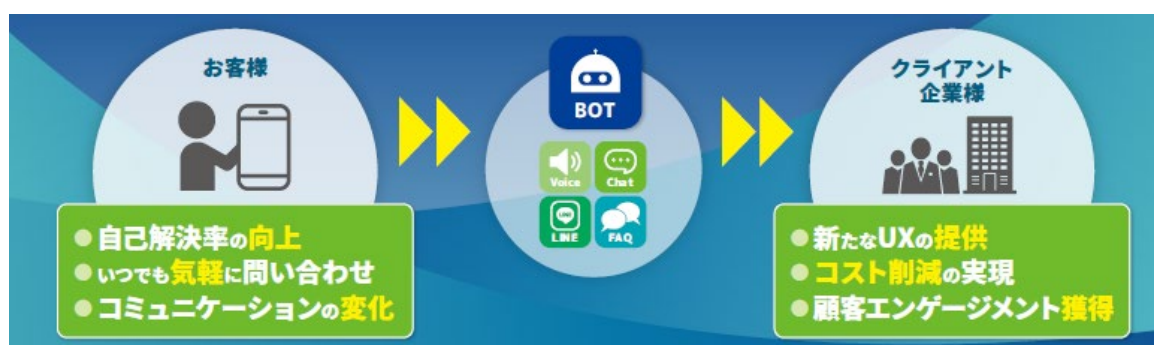 お客様
● 自己解決率の向上
● いつでも気軽に問い合わせ
● コミュニケーションの変化
BOT
Voice
Chat
LINE
LINE
FAQ
クライアント
企業様
● 新たなUXの提供
● コスト削減の実現
● 顧客エンゲージメント獲得